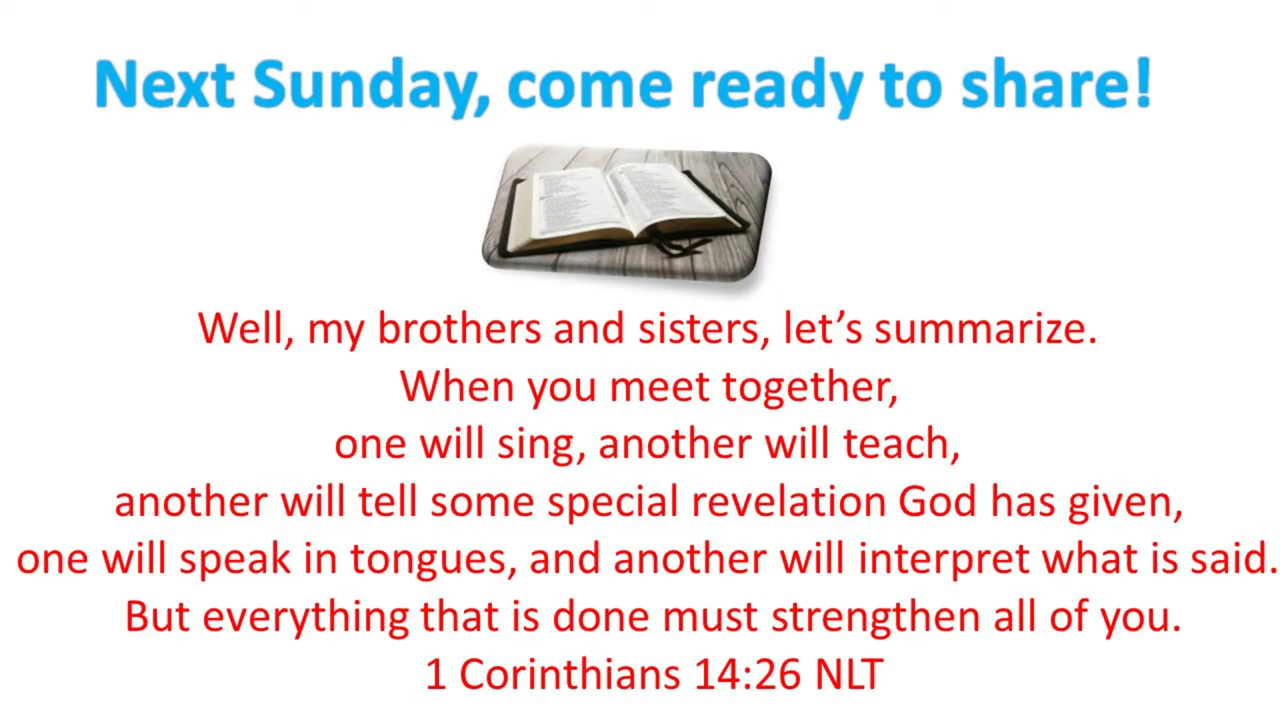 Next Sunday, come ready to share!
Well, my brothers and sisters, let’s summarize.
When you meet together,
one will sing, another will teach,
another will tell some special revelation God has given,
one will speak in tongues, and another will interpret what is said.
But everything that is done must strengthen all of you.
1 Corinthians 14:26 NLT